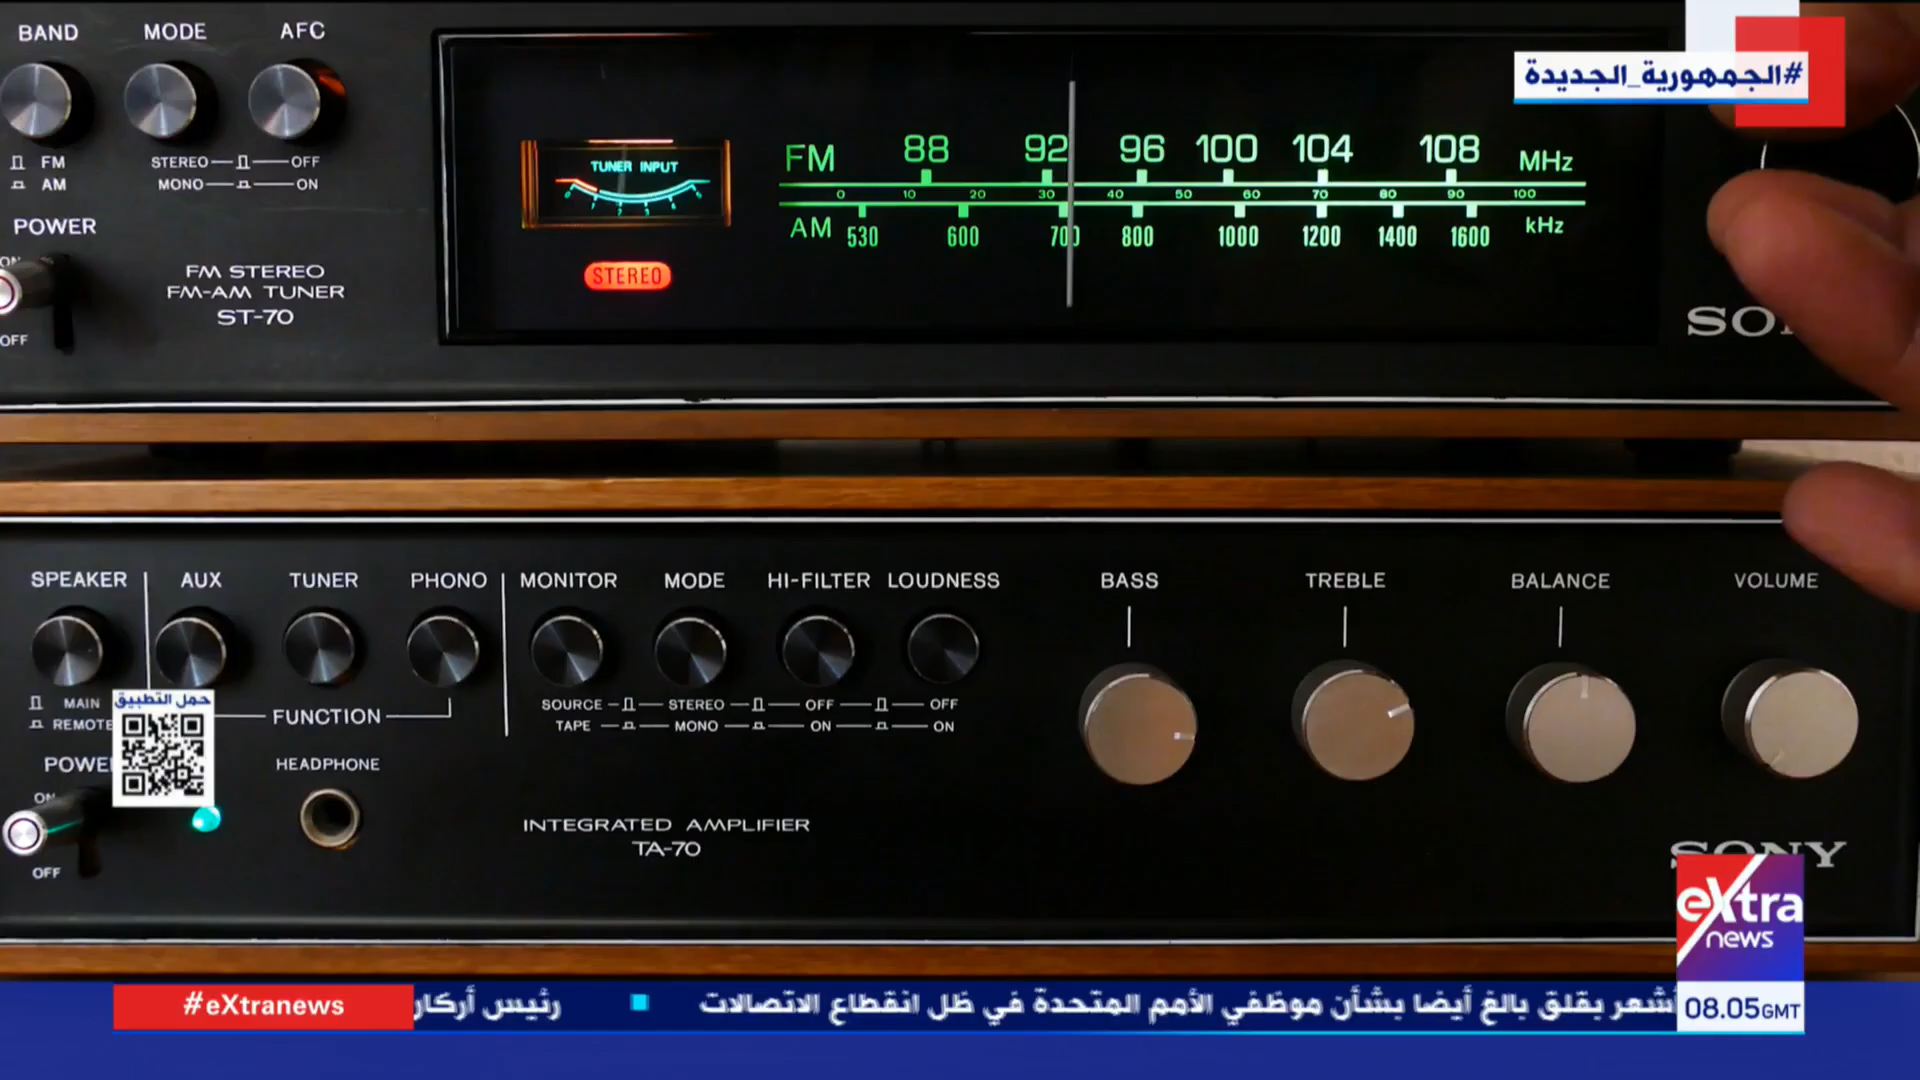 BAND MODE AFC
#الجمهورية_الجديدة
FM STEREO OFF
AM MONO ON
POWER
ON
OFF
FM STEREO
FM-AM TUNER
ST-70
TUNER INPUT
STEREO
FM 88 92 96 100 104 108 MHz
0 10 20 30 40 50 60 70 80 90 100
AM 530 600 700 800 1000 1200 1400 1600 kHz
SPEAKER AUX TUNER PHONO MONITOR MODE HI-FILTER LOUDNESS BASS TREBLE BALANCE VOLUME
MAIN
REMOTE
حمل التطبيق
FUNCTION
SOURCE STEREO OFF OFF
TAPE MONO ON ON
HEADPHONE
ON
OFF
INTEGRATED AMPLIFIER
TA-70
SONY
eXtra
news
08.05GMT
أشعر بقلق بالغ أيضا بشأن موظفي الأمم المتحدة في ظل انقطاع الاتصالات
رئيس أركان
#eXtranews